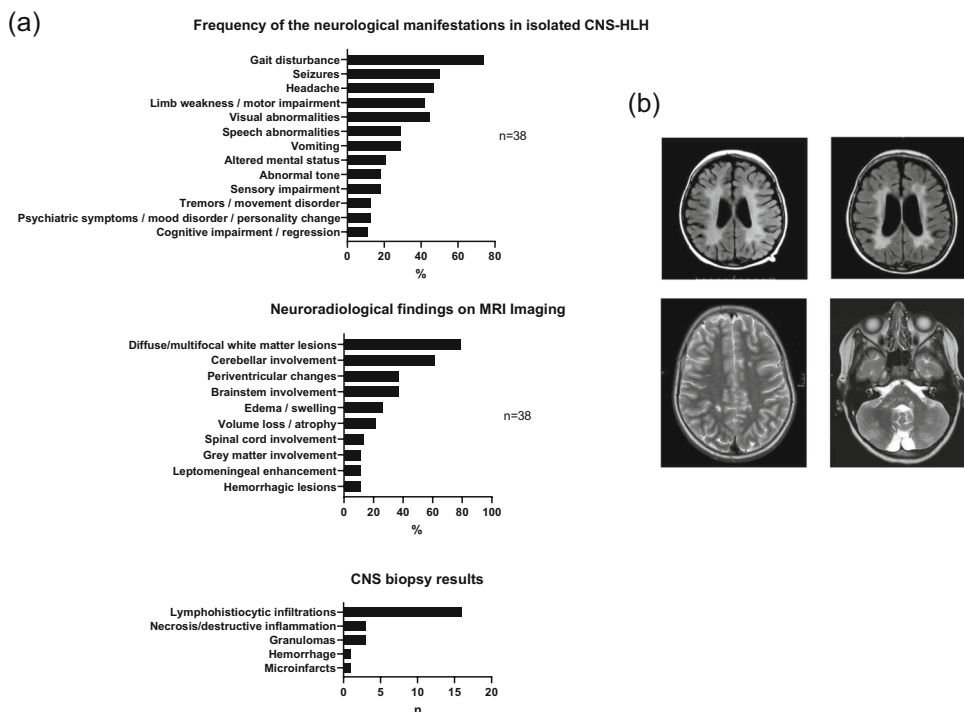 (a)
Frequency of the neurological manifestations in isolated CNS-HLH
Gait disturbance
Seizures
Headache
Limb weakness / motor impairment
Visual abnormalities
Speech abnormalities
Vomiting
Altered mental status
Abnormal tone
Sensory impairment
Tremors / movement disorder
Psychiatric symptoms / mood disorder / personality change
Cognitive impairment / regression
n=38
0 20 40 60 80
%
Neuroradiological findings on MRI Imaging
Diffuse/multifocal white matter lesions
Cerebellar involvement
Periventricular changes
Brainstem involvement
Edema / swelling
Volume loss / atrophy
Spinal cord involvement
Grey matter involvement
Leptomeningeal enhancement
Hemorrhagic lesions
n=38
0 20 40 60 80 100
%
CNS biopsy results
Lymphohistiocytic infiltrations
Necrosis/destructive inflammation
Granulomas
Hemorrhage
Microinfarcts
0 5 10 15 20
n
(b)